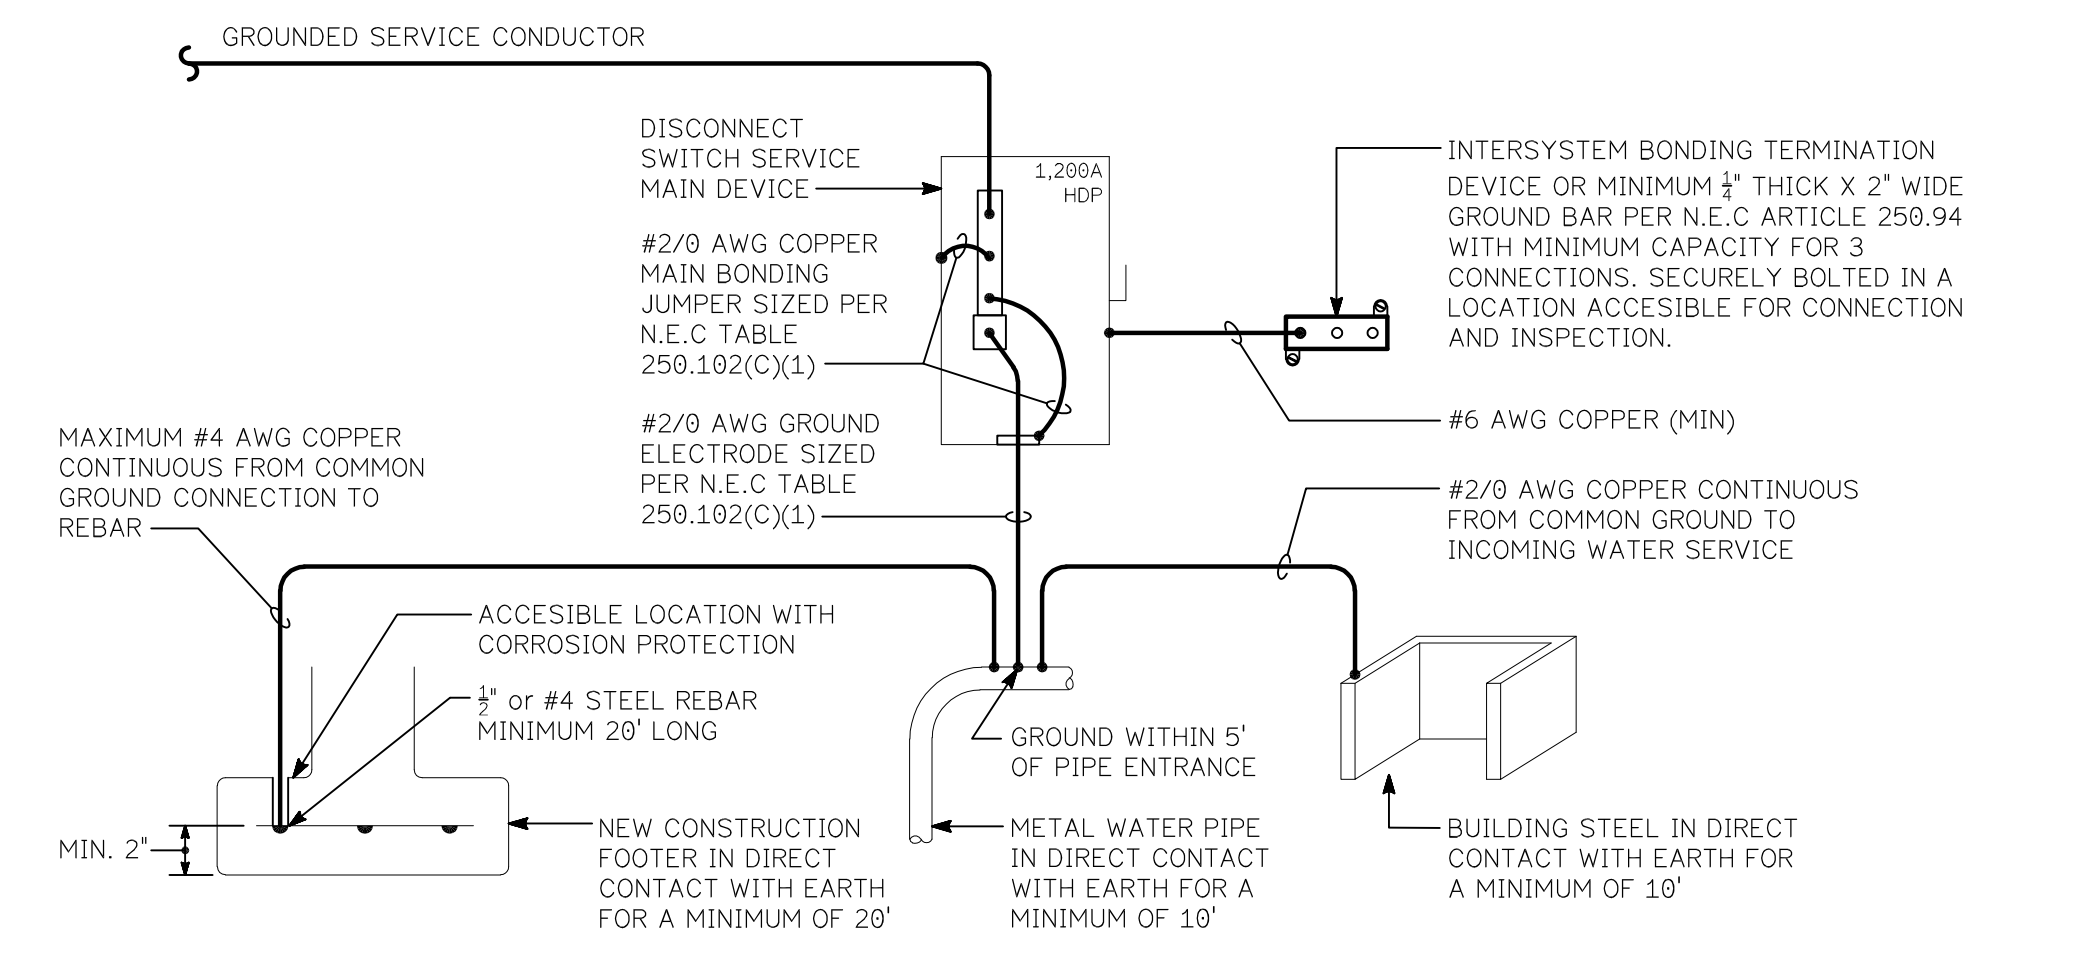 GROUNDED SERVICE CONDUCTOR
DISCONNECT
SWITCH SERVICE
MAIN DEVICE
1,200A
HDP
#2/0 AWG COPPER
MAIN BONDING
JUMPER SIZED PER
N.E.C TABLE
250.102(C)(1)
INTERSYSTEM BONDING TERMINATION
DEVICE OR MINIMUM 1/4" THICK X 2" WIDE
GROUND BAR PER N.E.C ARTICLE 250.94
WITH MINIMUM CAPACITY FOR 3
CONNECTIONS. SECURELY BOLTED IN A
LOCATION ACCESIBLE FOR CONNECTION
AND INSPECTION.
#6 AWG COPPER (MIN)
MAXIMUM #4 AWG COPPER
CONTINUOUS FROM COMMON
GROUND CONNECTION TO
REBAR
#2/0 AWG GROUND
ELECTRODE SIZED
PER N.E.C TABLE
250.102(C)(1)
#2/0 AWG COPPER CONTINUOUS
FROM COMMON GROUND TO
INCOMING WATER SERVICE
ACCESIBLE LOCATION WITH
CORROSION PROTECTION
1/2" or #4 STEEL REBAR
MINIMUM 20' LONG
GROUND WITHIN 5'
OF PIPE ENTRANCE
MIN. 2"
NEW CONSTRUCTION
FOOTER IN DIRECT
CONTACT WITH EARTH
FOR A MINIMUM OF 20'
METAL WATER PIPE
IN DIRECT CONTACT
WITH EARTH FOR A
MINIMUM OF 10'
BUILDING STEEL IN DIRECT
CONTACT WITH EARTH FOR
A MINIMUM OF 10'